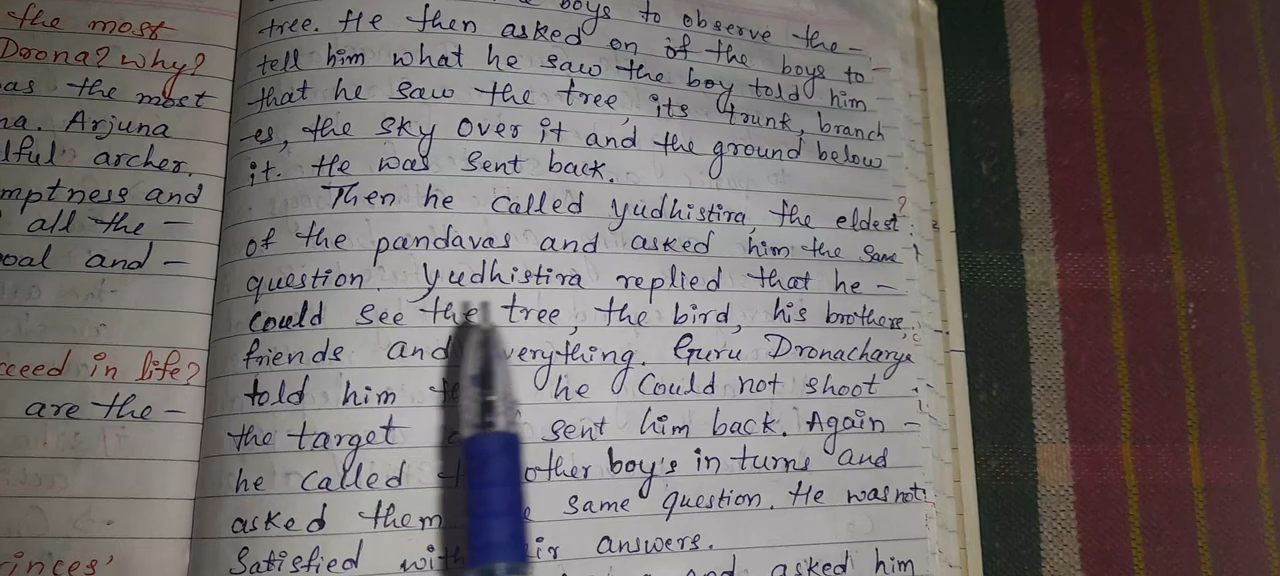 the most
Doona? why?
as the most
na. Arjuna
lful archer.
mptness and
all the -
oal and -
cceed in life?
are the -
inces'
boys to observe the -
tree. He then asked on of the boys to -
tell him what he saw the boy told him
that he saw the tree, its trunk, branch
-es, the sky over it and the ground below
it. He was sent back.
Then he called yudhistira, the eldest
of the pandavas and asked him the same
question. yudhistira replied that he -
could see the tree, the bird, his brothers,
friends and verything. Guru Dronacharya
told him he could not shoot
the target sent him back. Again -
he called other boy's in turns and
asked them same question. He was not
Satisfied with ir answers.
and asked him